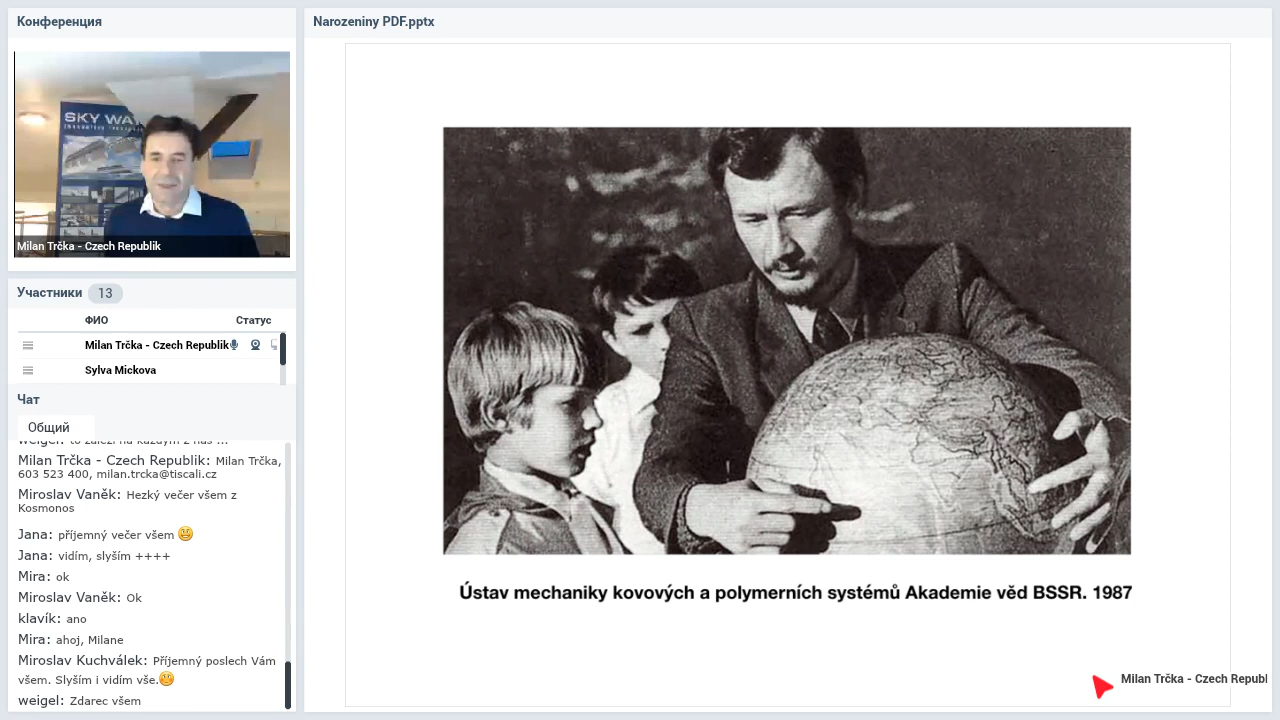 Конференция
SKY WA
Milan Trčka - Czech Republik
Участники 13
ФИО Статус
Milan Trčka - Czech Republik
Sylva Mickova
Чат
Общий
weigel: to záleží na každým z nás ...
Milan Trčka - Czech Republik: Milan Trčka,
603 523 400, milan.trcka@tiscali.cz
Miroslav Vaněk: Hezký večer všem z
Kosmonos
Jana: příjemný večer všem
Jana: vidím, slyším ++++
Mira: ok
Miroslav Vaněk: Ok
klavík: ano
Mira: ahoj, Milane
Miroslav Kuchválek: Příjemný poslech Vám
všem. Slyším i vidím vše.
weigel: Zdarec všem
Narozeniny PDF.pptx
Ústav mechaniky kovových a polymerních systémů Akademie věd BSSR. 1987
Milan Trčka - Czech Republ